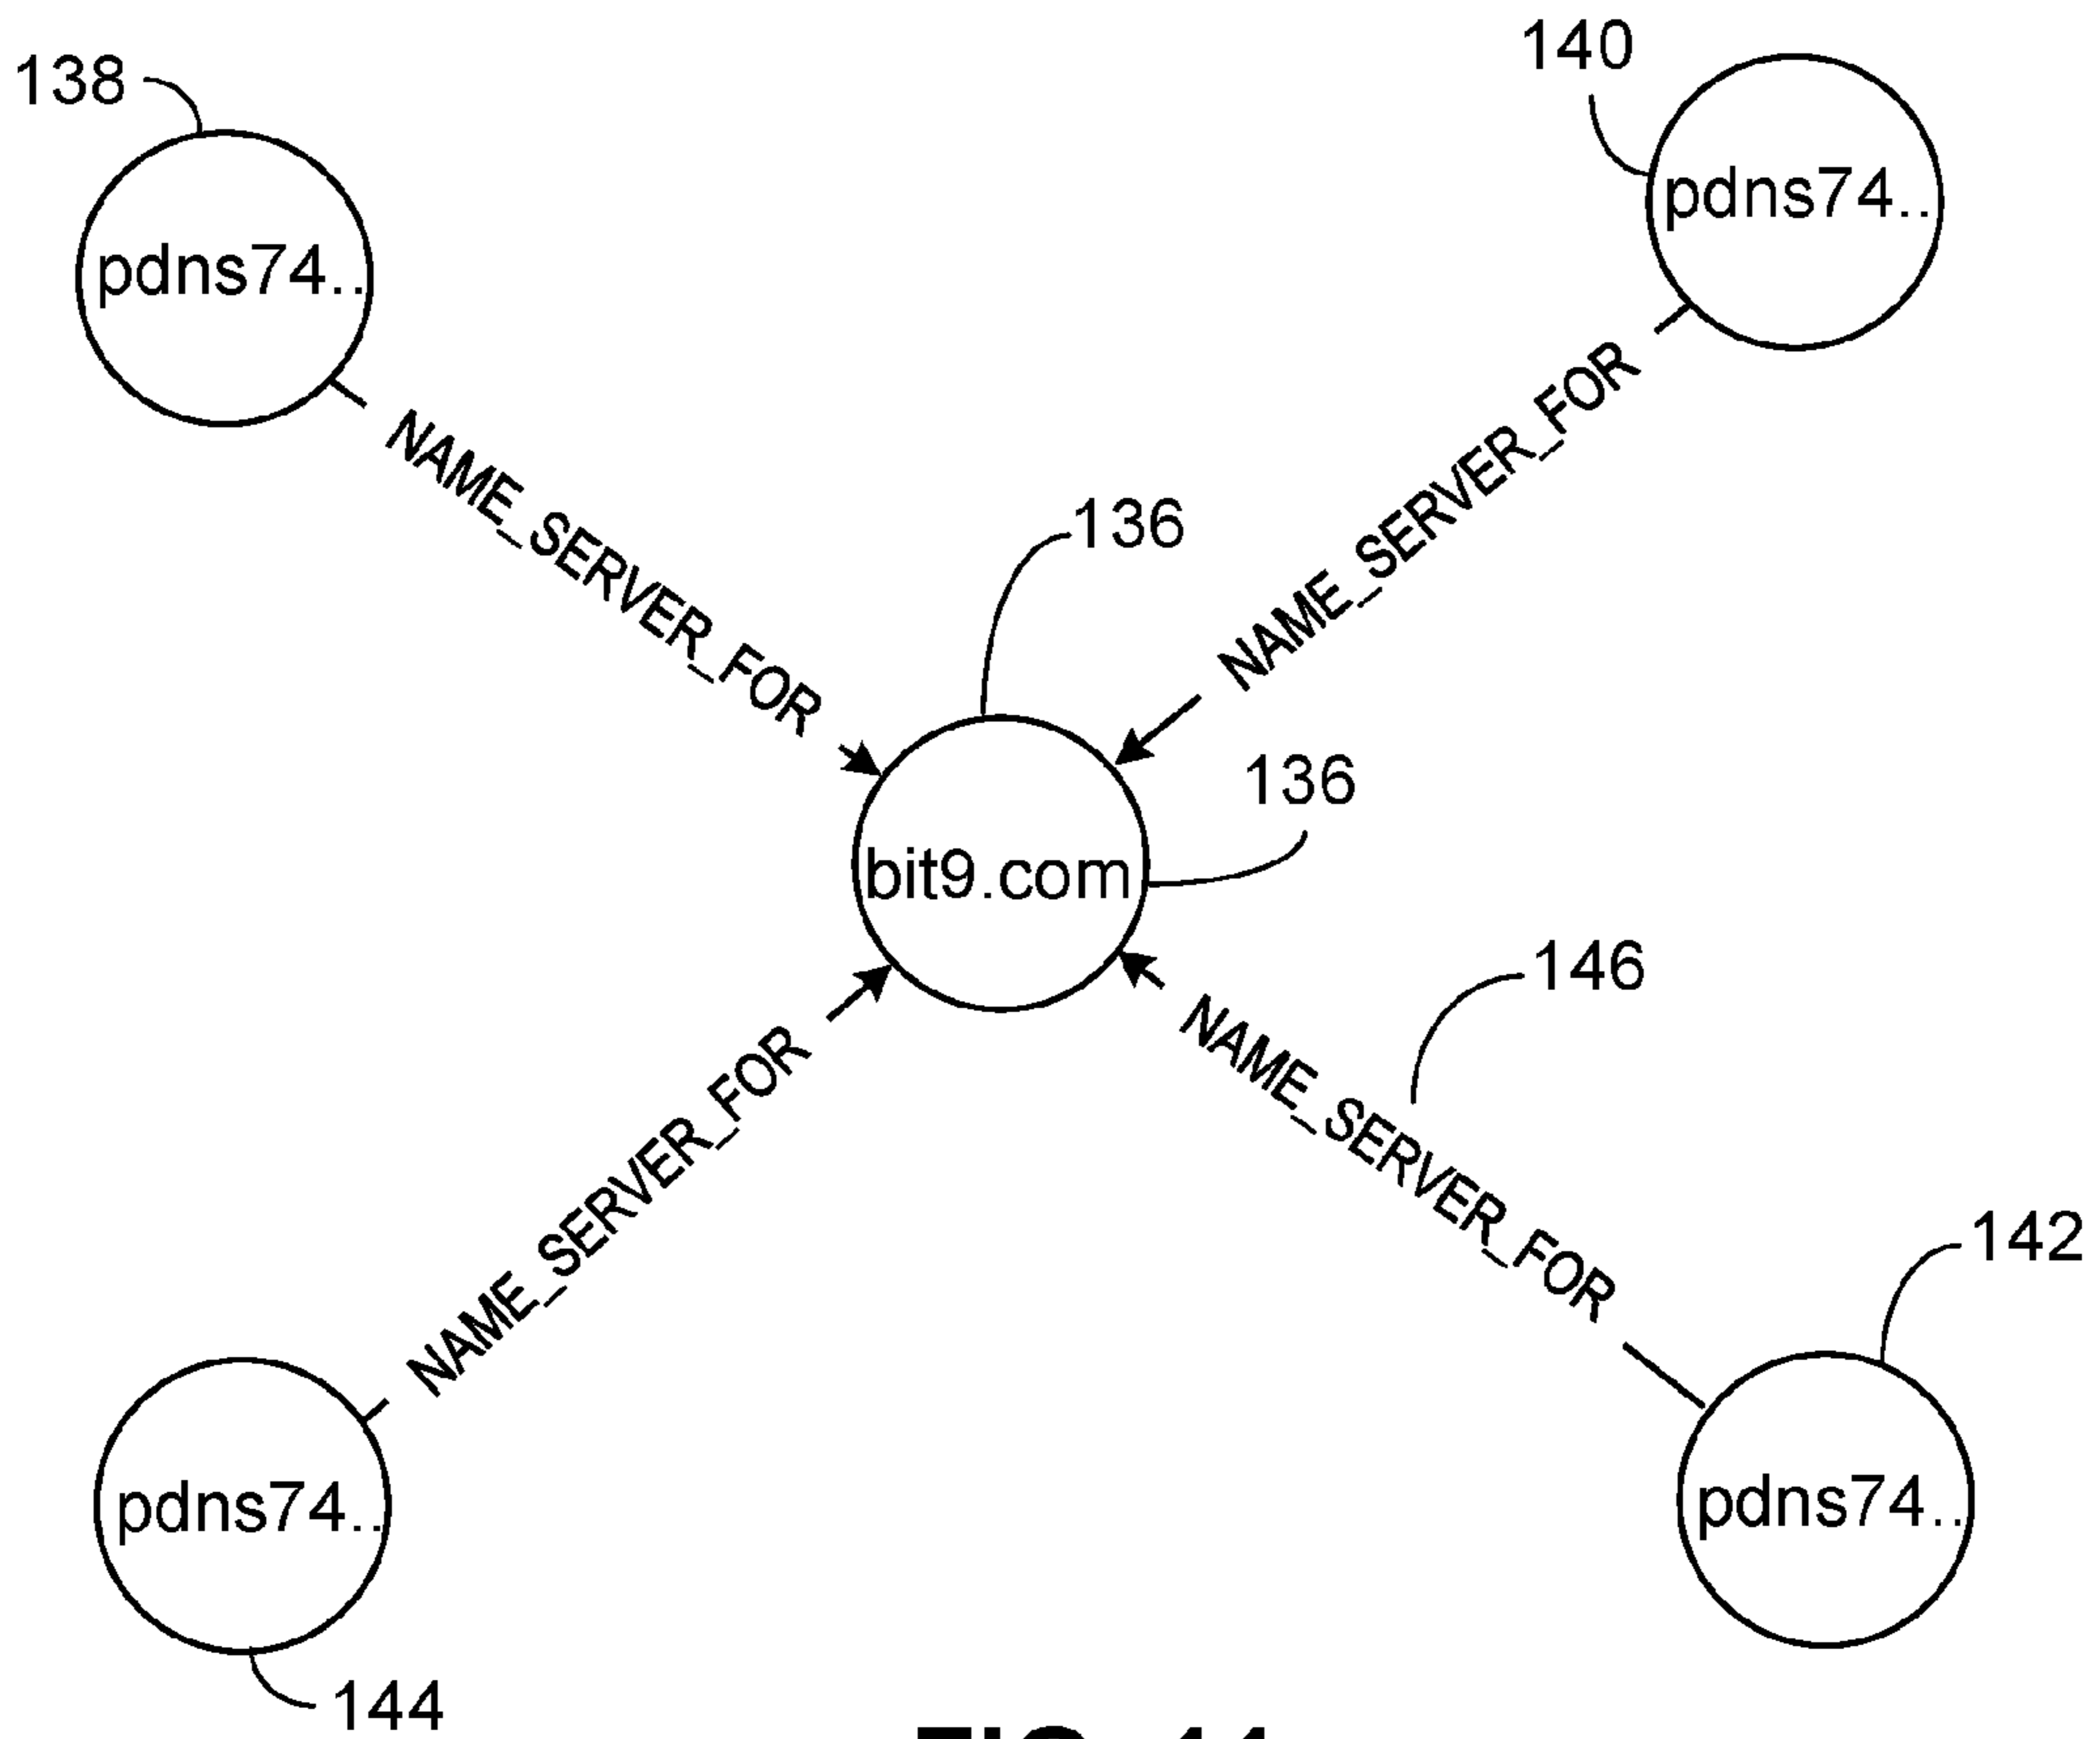 138
140
pdns74..
pdns74..
NAME_SERVER_FOR
NAME_SERVER_FOR
136
136
bit9.com
146
NAME_SERVER_FOR
NAME_SERVER_FOR
142
pdns74..
pdns74..
144